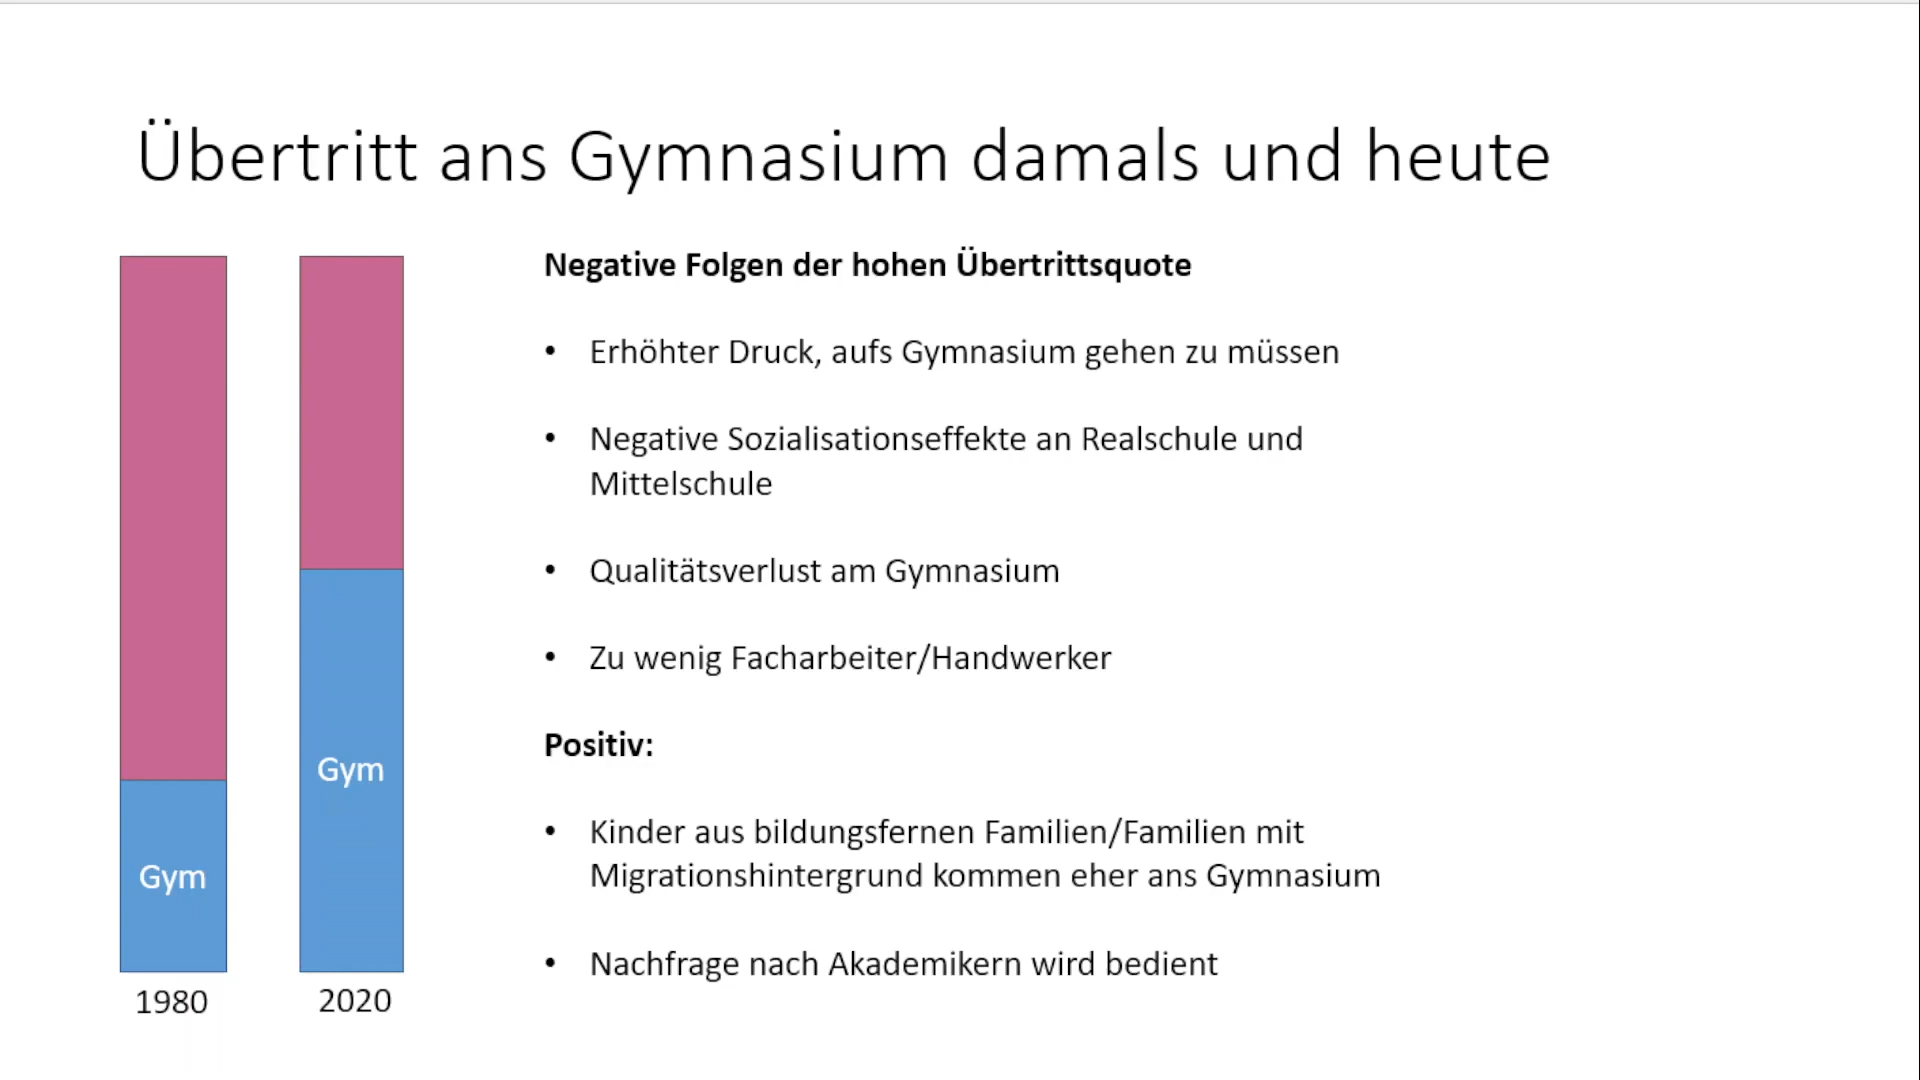 Übertritt ans Gymnasium damals und heute
Negative Folgen der hohen Übertrittsquote
• Erhöhter Druck, aufs Gymnasium gehen zu müssen
• Negative Sozialisationseffekte an Realschule und
Mittelschule
• Qualitätsverlust am Gymnasium
• Zu wenig Facharbeiter/Handwerker
Positiv:
• Kinder aus bildungsfernen Familien/Familien mit
Migrationshintergrund kommen eher ans Gymnasium
• Nachfrage nach Akademikern wird bedient
Gym
Gym
1980
2020